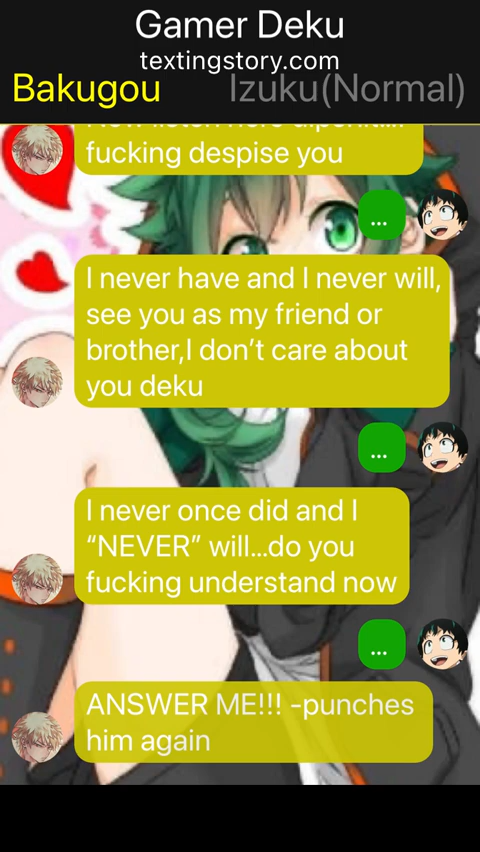 Gamer Deku
textingstory.com
Bakugou Izuku(Normal)
fucking despise you
...
I never have and I never will,
see you as my friend or
brother,I don't care about
you deku
...
I never once did and I
“NEVER” will...do you
fucking understand now
...
ANSWER ME!!! -punches
him again